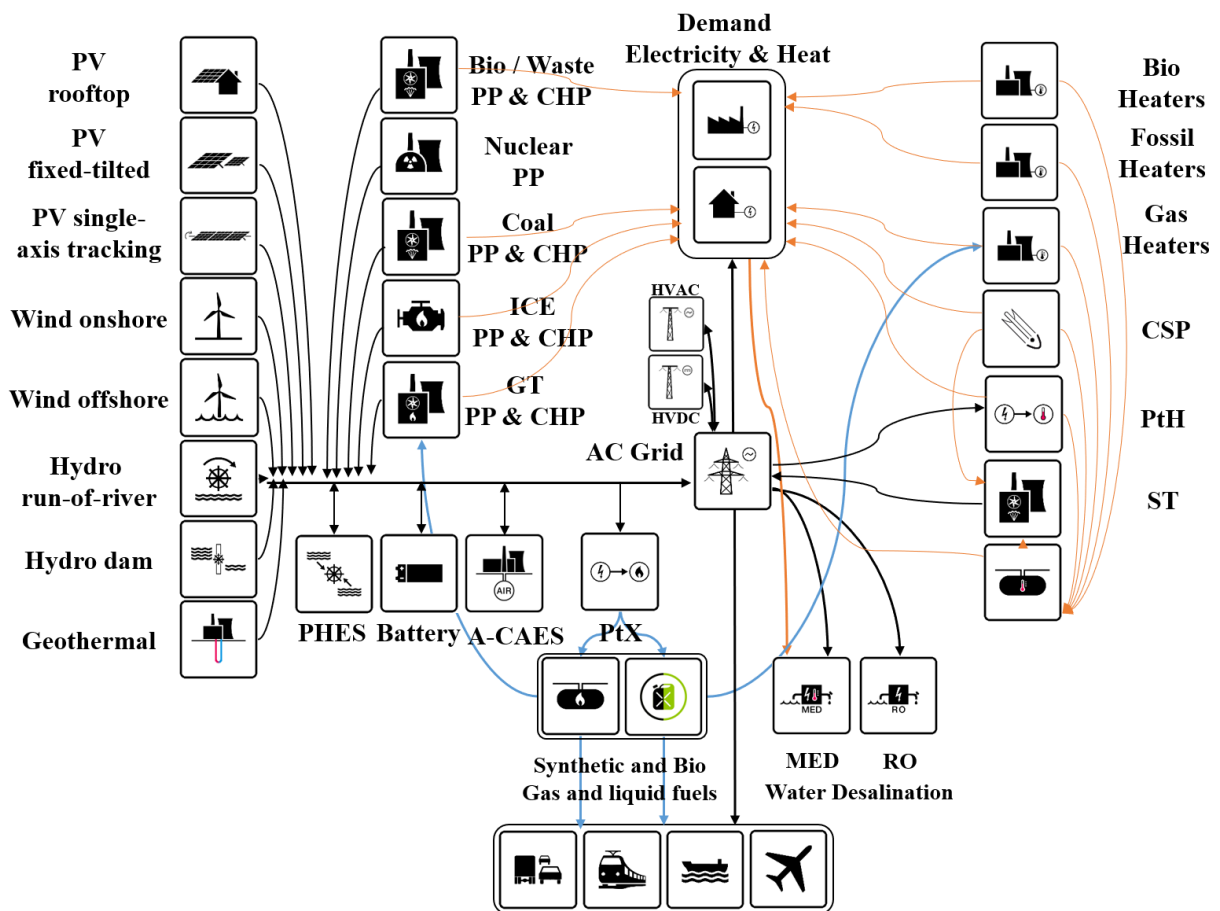 PV
rooftop
PV
fixed-tilted
PV single-
axis tracking
Wind onshore
Wind offshore
Hydro
run-of-river
Hydro dam
Geothermal
Bio / Waste
PP & CHP
Nuclear
PP
Coal
PP & CHP
ICE
PP & CHP
GT
PP & CHP
Demand
Electricity & Heat
HVAC
HVDC
AC Grid
Bio
Heaters
Fossil
Heaters
Gas
Heaters
CSP
PtH
ST
AIR
PHES
Battery
A-CAES
PtX
Synthetic and Bio
Gas and liquid fuels
MED
RO
MED
RO
Water Desalination